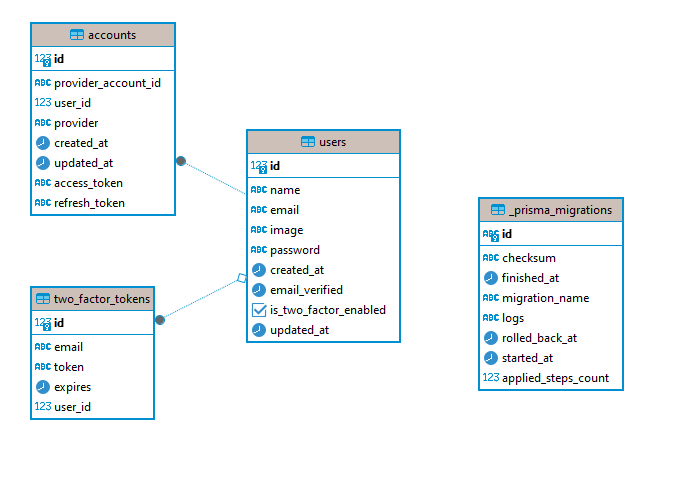 accounts
123 id
ABC provider_account_id
123 user_id
ABC provider
created_at
updated_at
ABC access_token
ABC refresh_token
users
123 id
ABC name
ABC email
ABC image
ABC password
created_at
email_verified
is_two_factor_enabled
updated_at
two_factor_tokens
123 id
ABC email
ABC token
expires
123 user_id
_prisma_migrations
ABC id
ABC checksum
finished_at
ABC migration_name
ABC logs
rolled_back_at
started_at
123 applied_steps_count